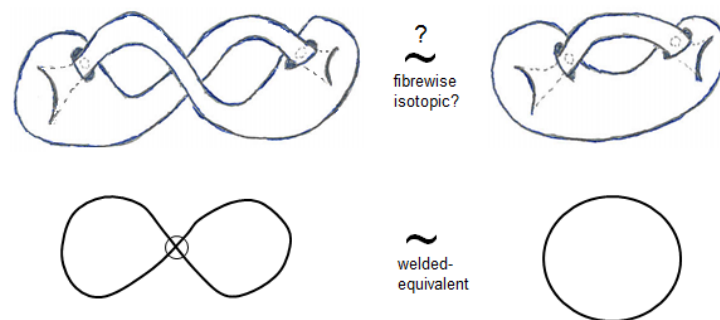 ?
~
fibrewise
isotopic?
~
welded-
equivalent